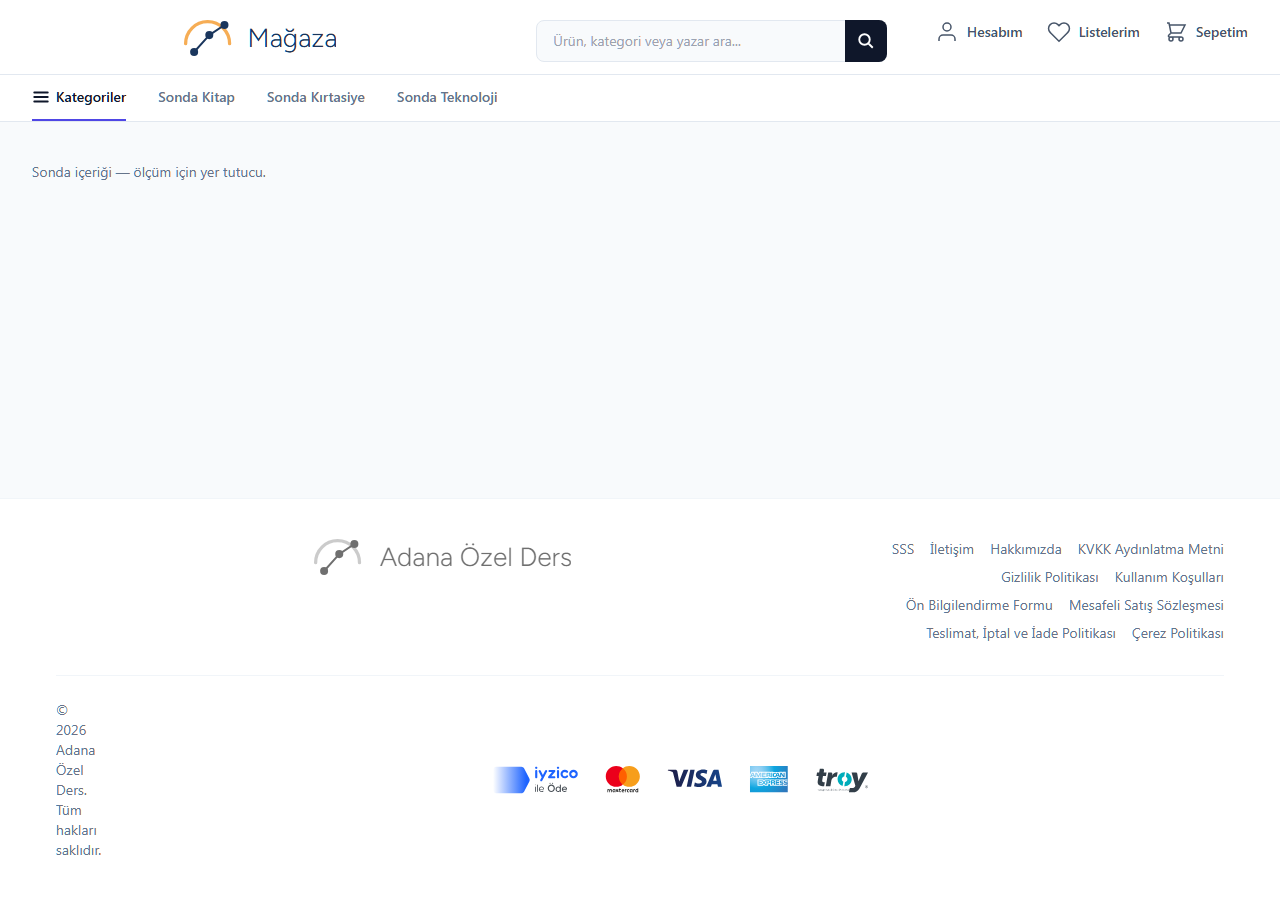 Mağaza
Ürün, kategori veya yazar ara...
Hesabım
Listelerim
Sepetim
Kategoriler
Sonda Kitap
Sonda Kırtasiye
Sonda Teknoloji
Sonda içeriği — ölçüm için yer tutucu.
Adana Özel Ders
SSS İletişim Hakkımızda KVKK Aydınlatma Metni
Gizlilik Politikası Kullanım Koşulları
Ön Bilgilendirme Formu Mesafeli Satış Sözleşmesi
Teslimat, İptal ve İade Politikası Çerez Politikası
©
2026
Adana
Özel
Ders.
Tüm
hakları
saklıdır.
iyzico
ile Öde
mastercard
VISA
AMERICAN
EXPRESS
troy